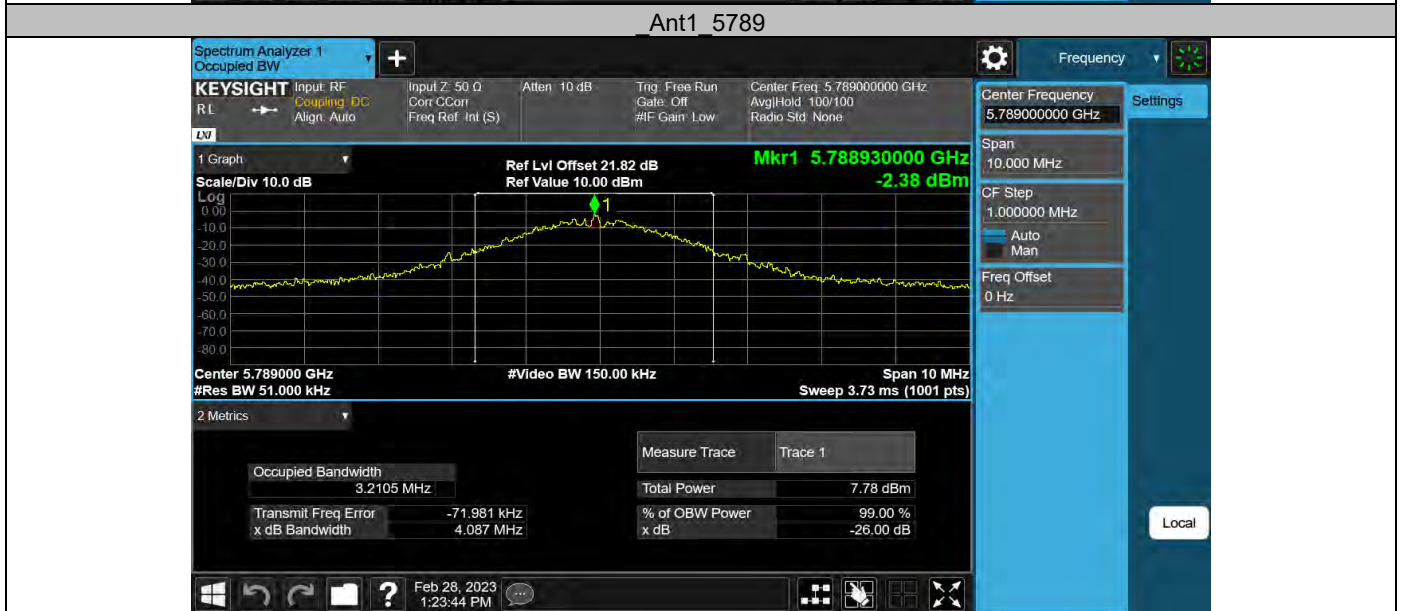 _Ant1_5789
Spectrum Analyzer 1
Occupied BW
+
Frequency
KEYSIGHT Input: RF Input Z: 50 Ω Atten: 10 dB Trig: Free Run Center Freq: 5.789000000 GHz
RL Coupling: DC Corr CCorr Gate: Off Avg|Hold: 100/100
Align: Auto Freq Ref: Int (S) #IF Gain: Low Radio Std: None
LXI
Center Frequency
5.789000000 GHz
Settings
Span
10.000 MHz
CF Step
1.000000 MHz
Auto
Man
Freq Offset
0 Hz
1 Graph Ref Lvl Offset 21.82 dB Mkr1 5.788930000 GHz
Scale/Div 10.0 dB Ref Value 10.00 dBm -2.38 dBm
Log
1
0.00
-10.0
-20.0
-30.0
-40.0
-50.0
-60.0
-70.0
-80.0
Center 5.789000 GHz #Video BW 150.00 kHz Span 10 MHz
#Res BW 51.000 kHz Sweep 3.73 ms (1001 pts)
2 Metrics
Measure Trace Trace 1
Occupied Bandwidth
3.2105 MHz Total Power 7.78 dBm
Transmit Freq Error -71.981 kHz % of OBW Power 99.00 %
x dB Bandwidth 4.087 MHz x dB -26.00 dB
Local
? Feb 28, 2023
1:23:44 PM